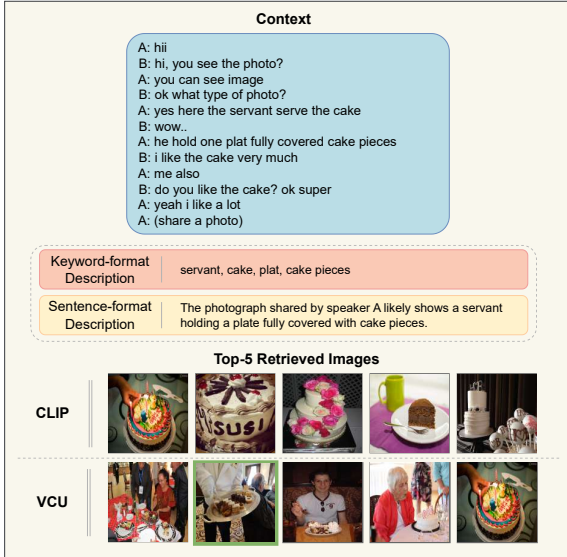 Context
A: hii
B: hi, you see the photo?
A: you can see image
B: ok what type of photo?
A: yes here the servant serve the cake
B: wow..
A: he hold one plat fully covered cake pieces
B: i like the cake very much
A: me also
B: do you like the cake? ok super
A: yeah i like a lot
A: (share a photo)
Keyword-format
Description
servant, cake, plat, cake pieces
Sentence-format
Description
The photograph shared by speaker A likely shows a servant
holding a plate fully covered with cake pieces.
Top-5 Retrieved Images
CLIP
SUSI
VCU